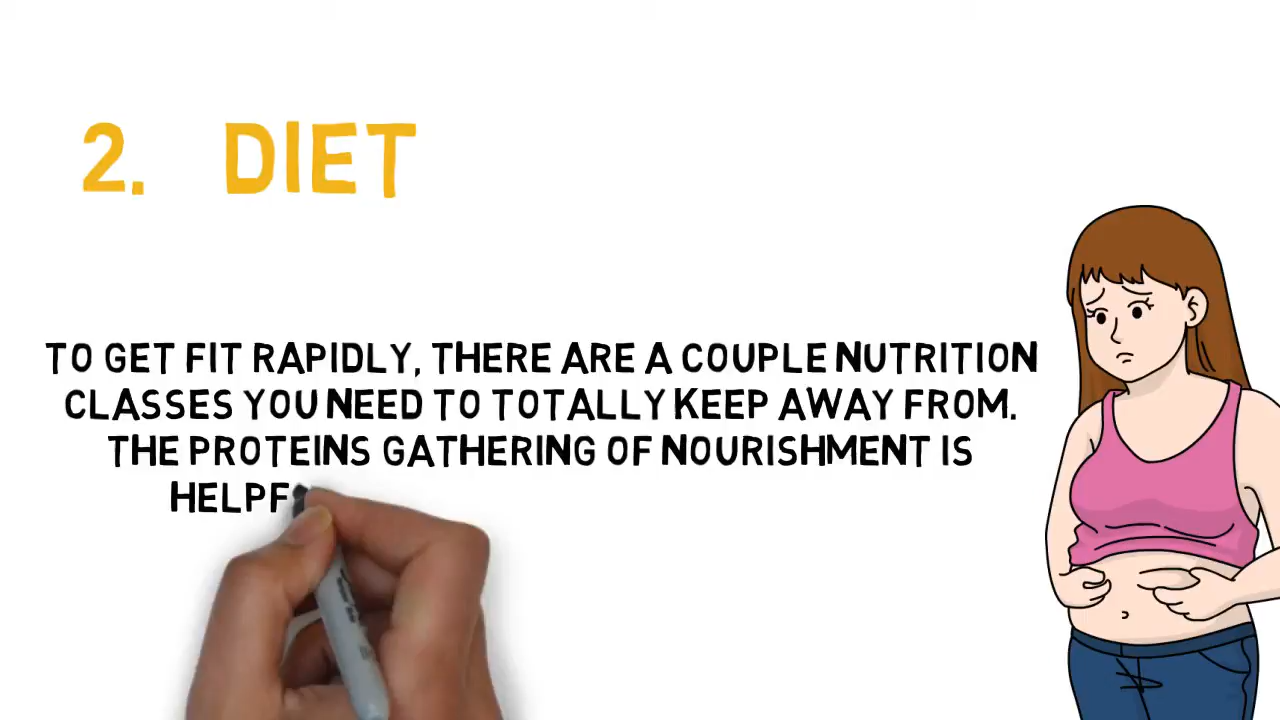 2. DIET
TO GET FIT RAPIDLY, THERE ARE A COUPLE NUTRITION
CLASSES YOU NEED TO TOTALLY KEEP AWAY FROM.
THE PROTEINS GATHERING OF NOURISHMENT IS
HELPF